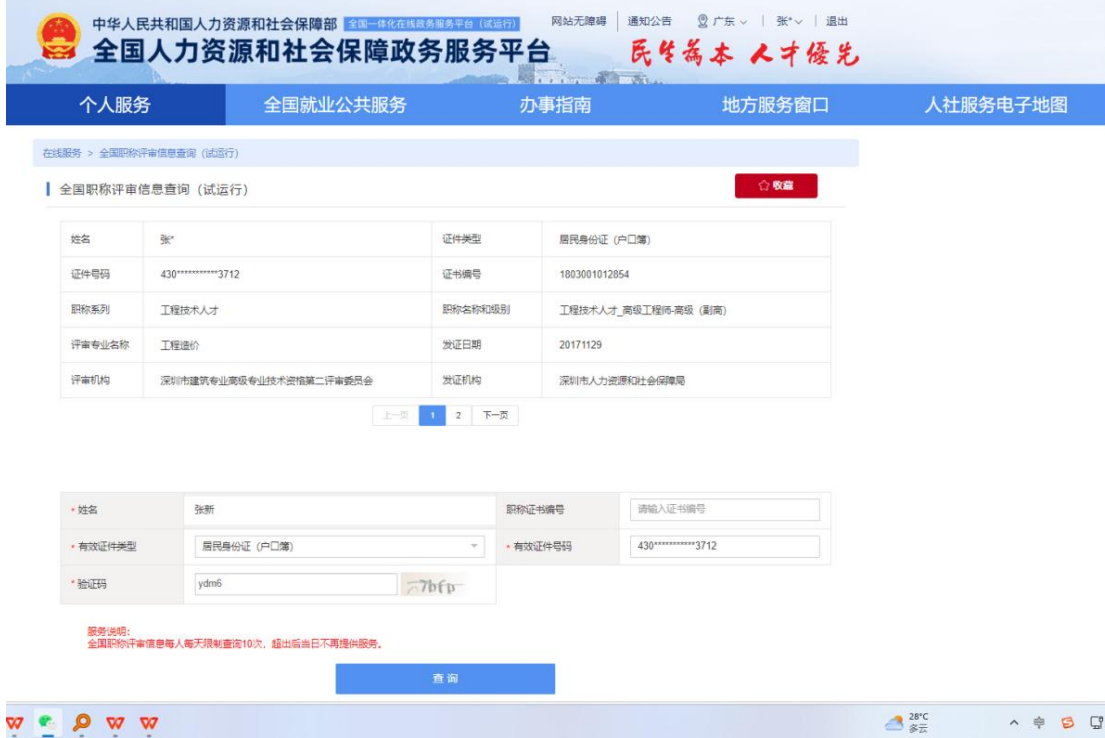 中华人民共和国人力资源和社会保障部 全国一体化在线政务服务平台（试运行） 网站无障碍 通知公告 广东 张* 退出
全国人力资源和社会保障政务服务平台 民生為本 人才優先
个人服务 全国就业公共服务 办事指南 地方服务窗口 人社服务电子地图
在线服务 > 全国职称评审信息查询（试运行）
全国职称评审信息查询（试运行） 收藏
姓名 张* 证件类型 居民身份证（户口簿）
证件号码 430***********3712 证书编号 1803001012854
职称系列 工程技术人才 职称名称和级别 工程技术人才_高级工程师-高级（副高）
评审专业名称 工程造价 发证日期 20171129
评审机构 深圳市建筑专业高级专业技术资格第二评审委员会 发证机构 深圳市人力资源和社会保障局
上一页 1 2 下一页
* 姓名 张新 职称证书编号 请输入证书编号
* 有效证件类型 居民身份证（户口簿） * 有效证件号码 430***********3712
* 验证码 ydm6 7bfp
服务说明：
全国职称评审信息每人每天限制查询10次，超出后当日不再提供服务。
查询
28°C
多云
中